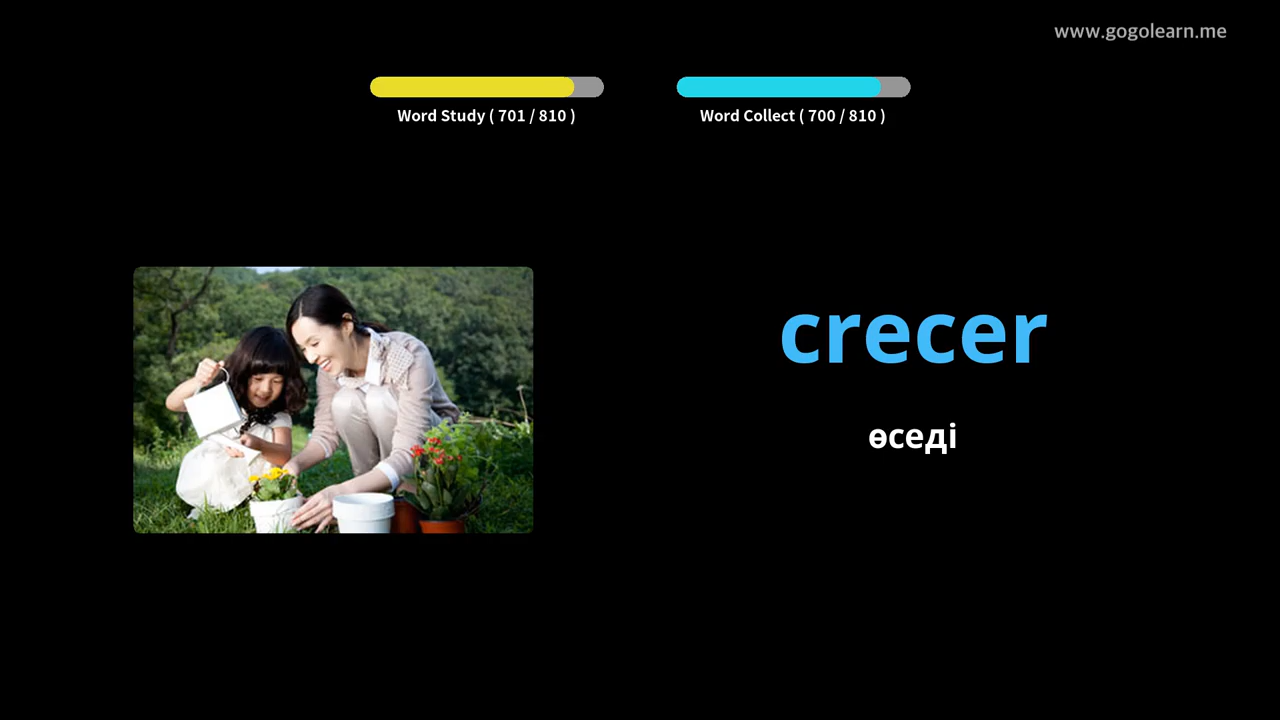 www.gogolearn.me
Word Study ( 701 / 810 )
Word Collect ( 700 / 810 )
crecer
өседі